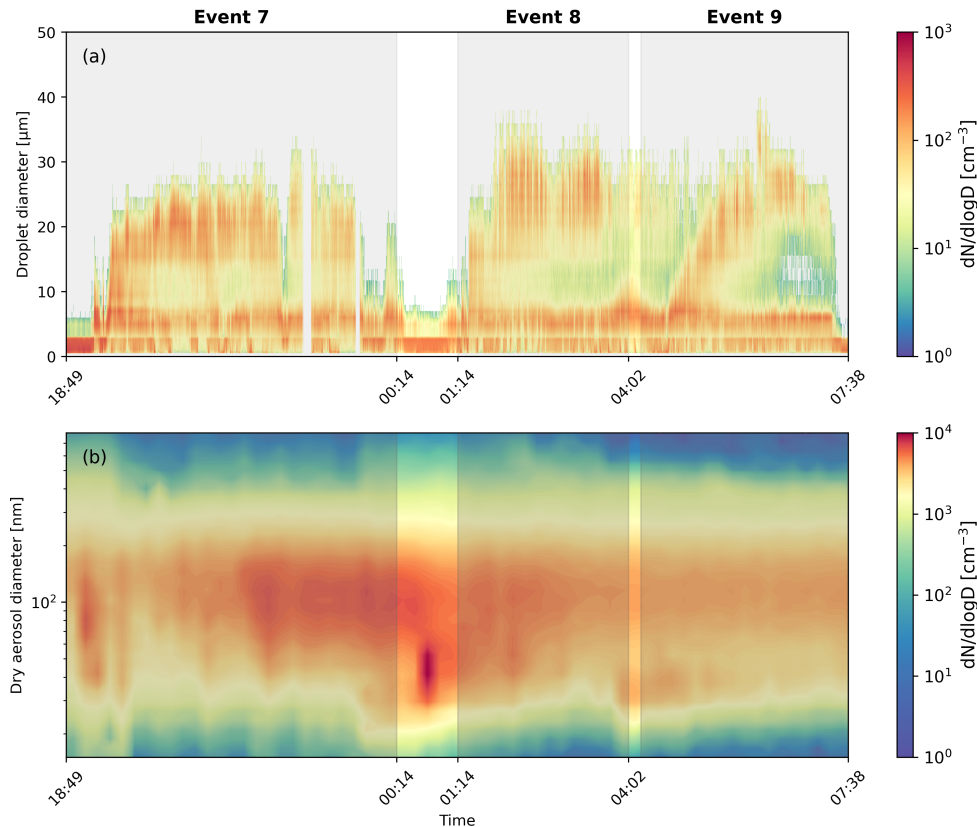 Event 7 Event 8 Event 9
(a)
Droplet diameter [µm]
50
40
30
20
10
0
18:49 00:14 01:14 04:02 07:38
10³
10²
10¹
10⁰
dN/dlogD [cm⁻³]
(b)
Dry aerosol diameter [nm]
10²
18:49 00:14 01:14 04:02 07:38
Time
10⁴
10³
10²
10¹
10⁰
dN/dlogD [cm⁻³]